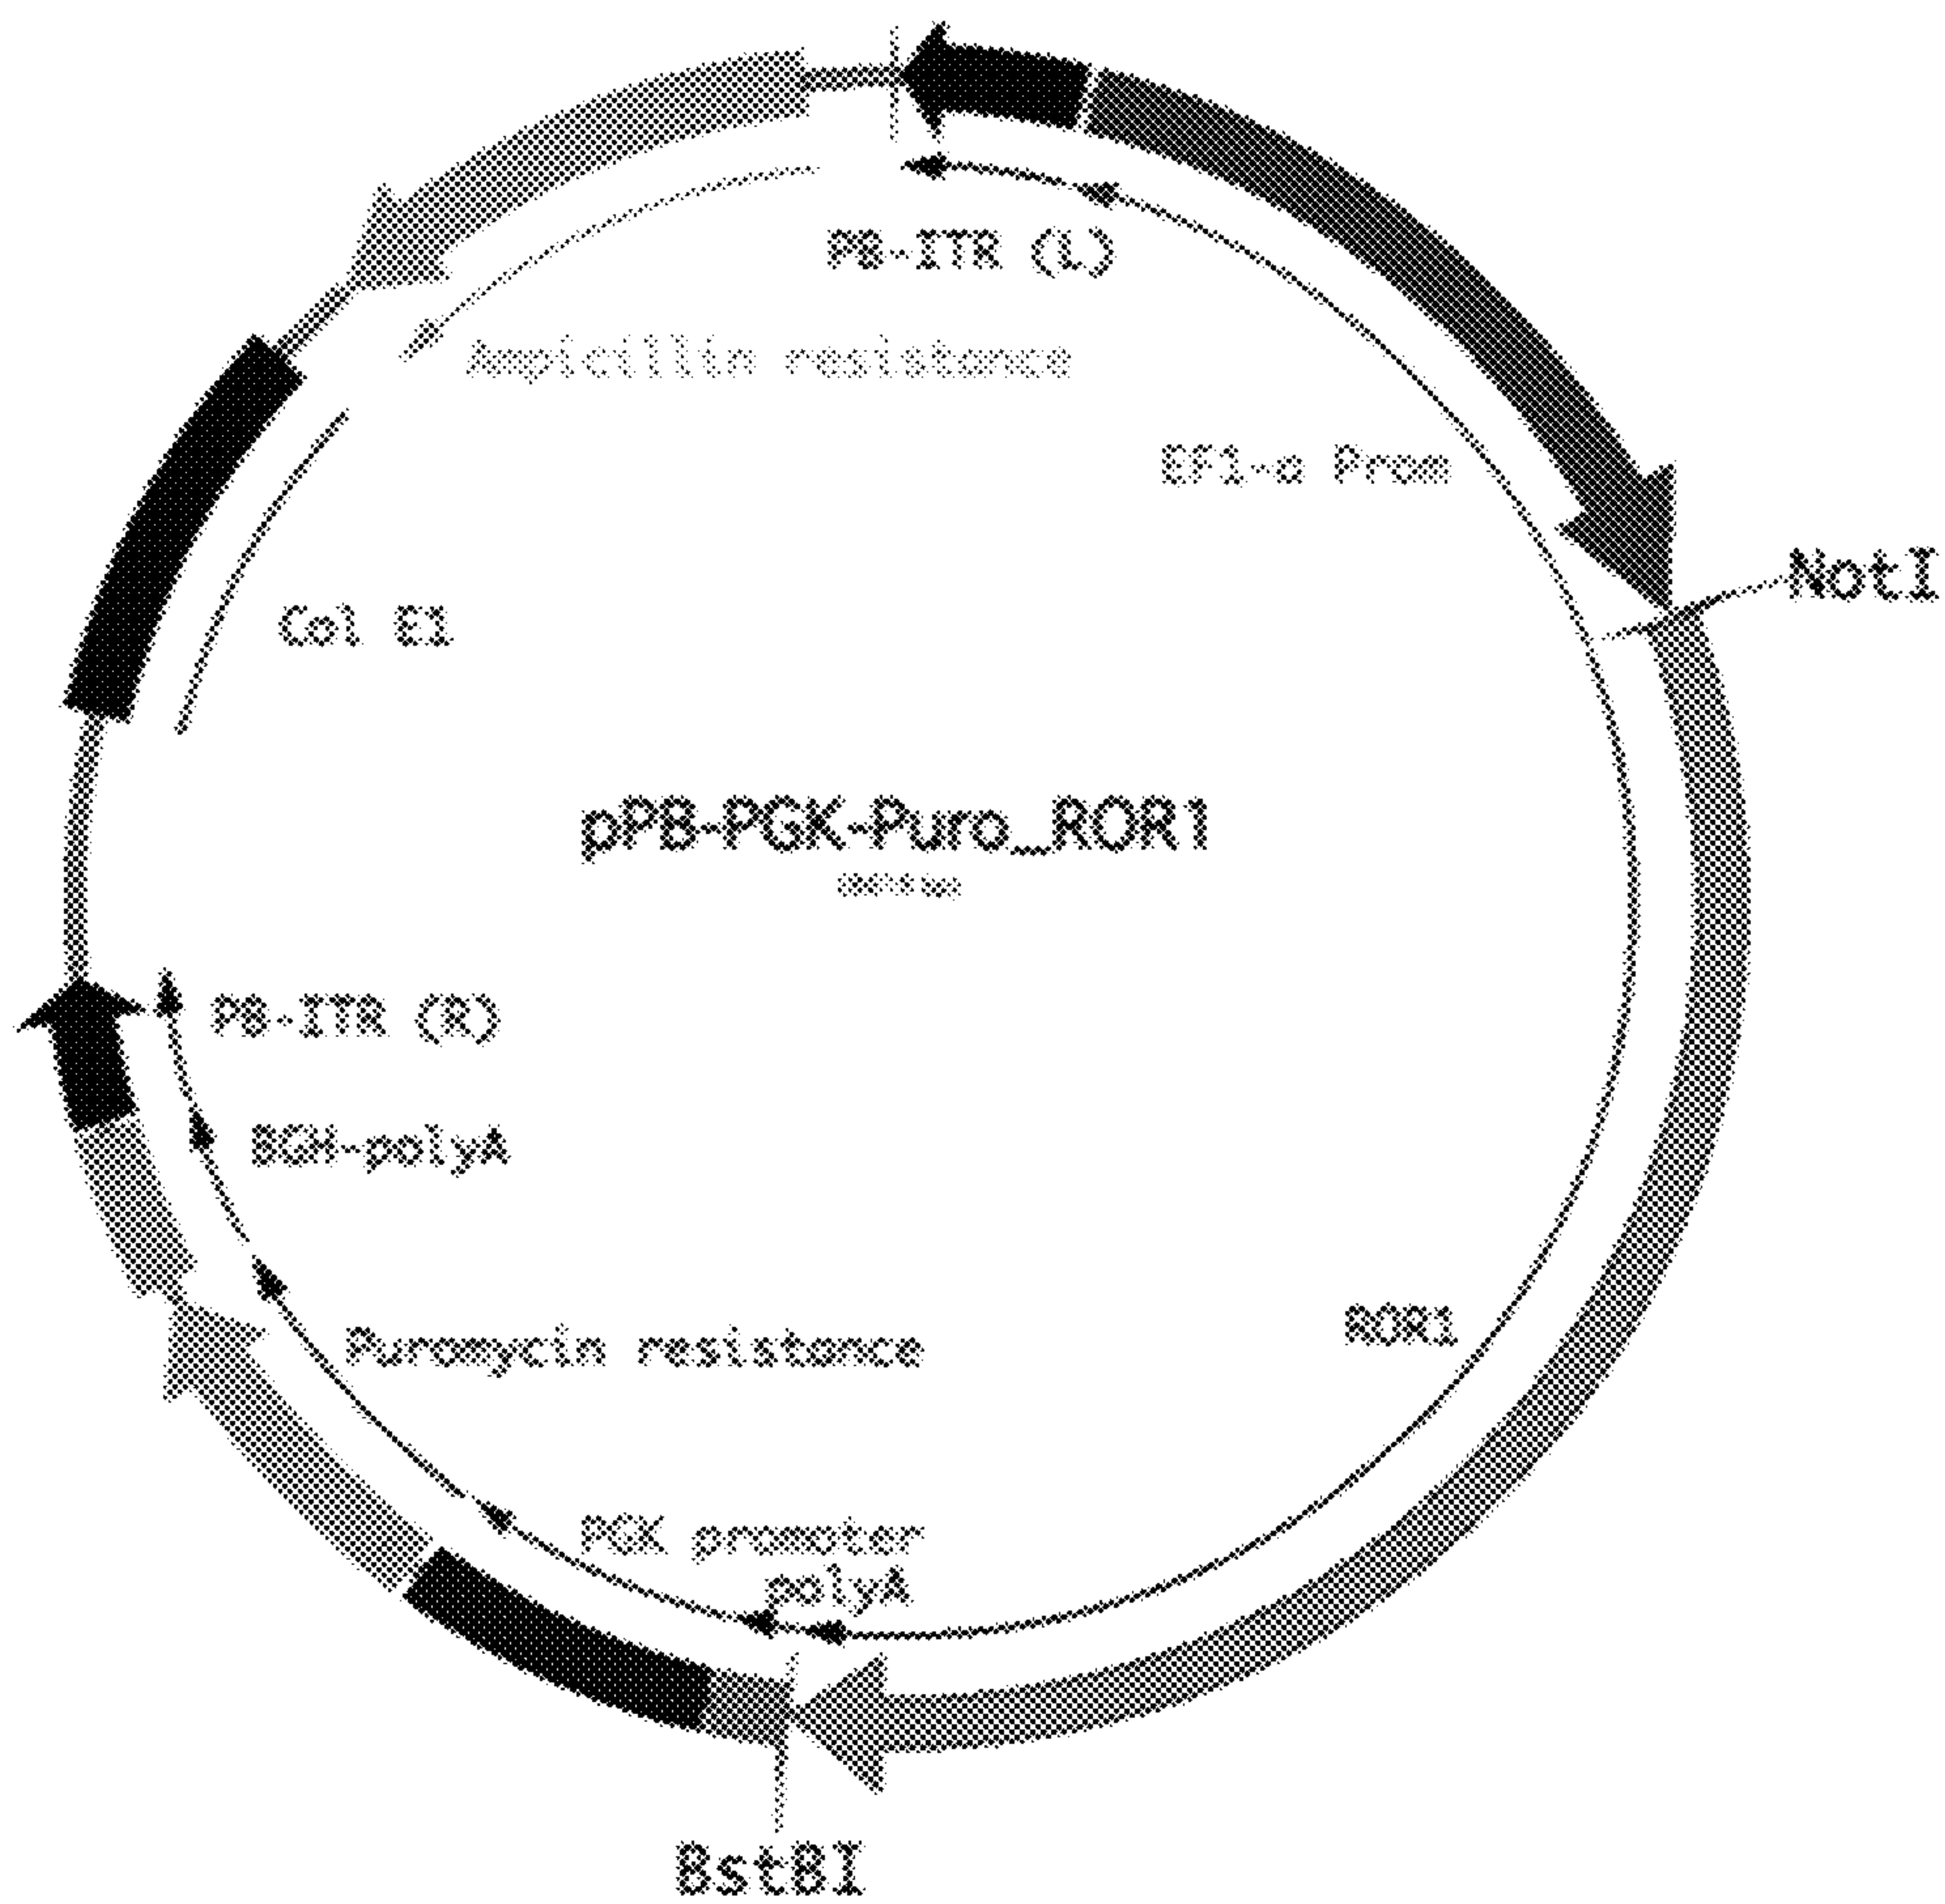 PB-ITR (L)
Ampicillin resistance
EF1-a Prom
NotI
Col E1
pPB-PGK-Puro_ROR1
PB-ITR (R)
BGH-polyA
ROR1
Puromycin resistance
PGK promoter
polyA
BstBI